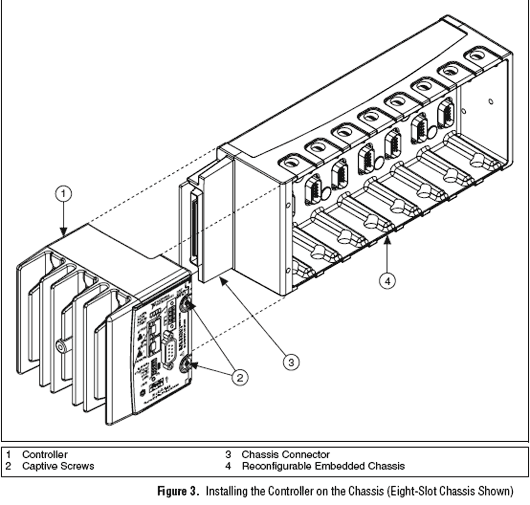 1
2
3
4
1 Controller
2 Captive Screws
3 Chassis Connector
4 Reconfigurable Embedded Chassis
Figure 3. Installing the Controller on the Chassis (Eight-Slot Chassis Shown)